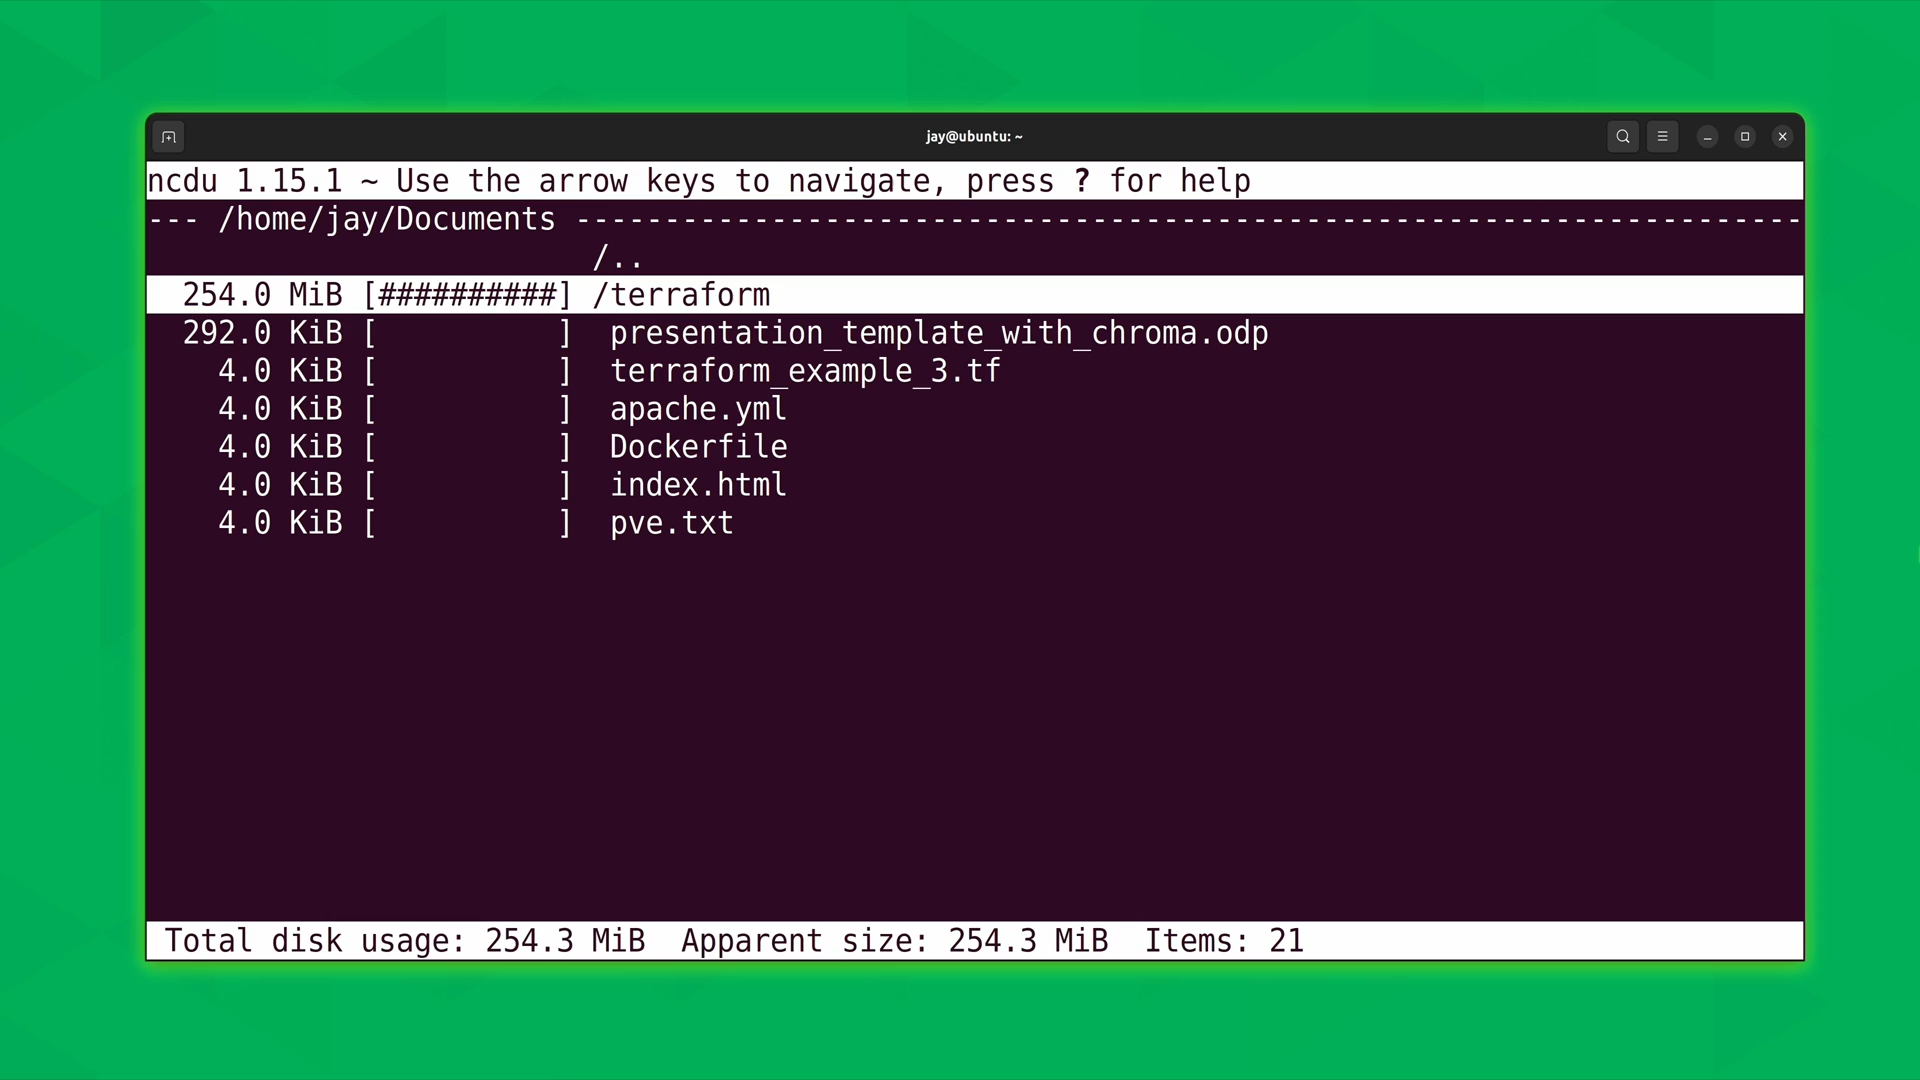 jay@ubuntu: ~
ncdu 1.15.1 ~ Use the arrow keys to navigate, press ? for help
--- /home/jay/Documents ---------------------------------------------------------------------
/..
254.0 MiB [##########] /terraform
292.0 KiB [          ]  presentation_template_with_chroma.odp
4.0 KiB [          ]  terraform_example_3.tf
4.0 KiB [          ]  apache.yml
4.0 KiB [          ]  Dockerfile
4.0 KiB [          ]  index.html
4.0 KiB [          ]  pve.txt
Total disk usage: 254.3 MiB  Apparent size: 254.3 MiB  Items: 21